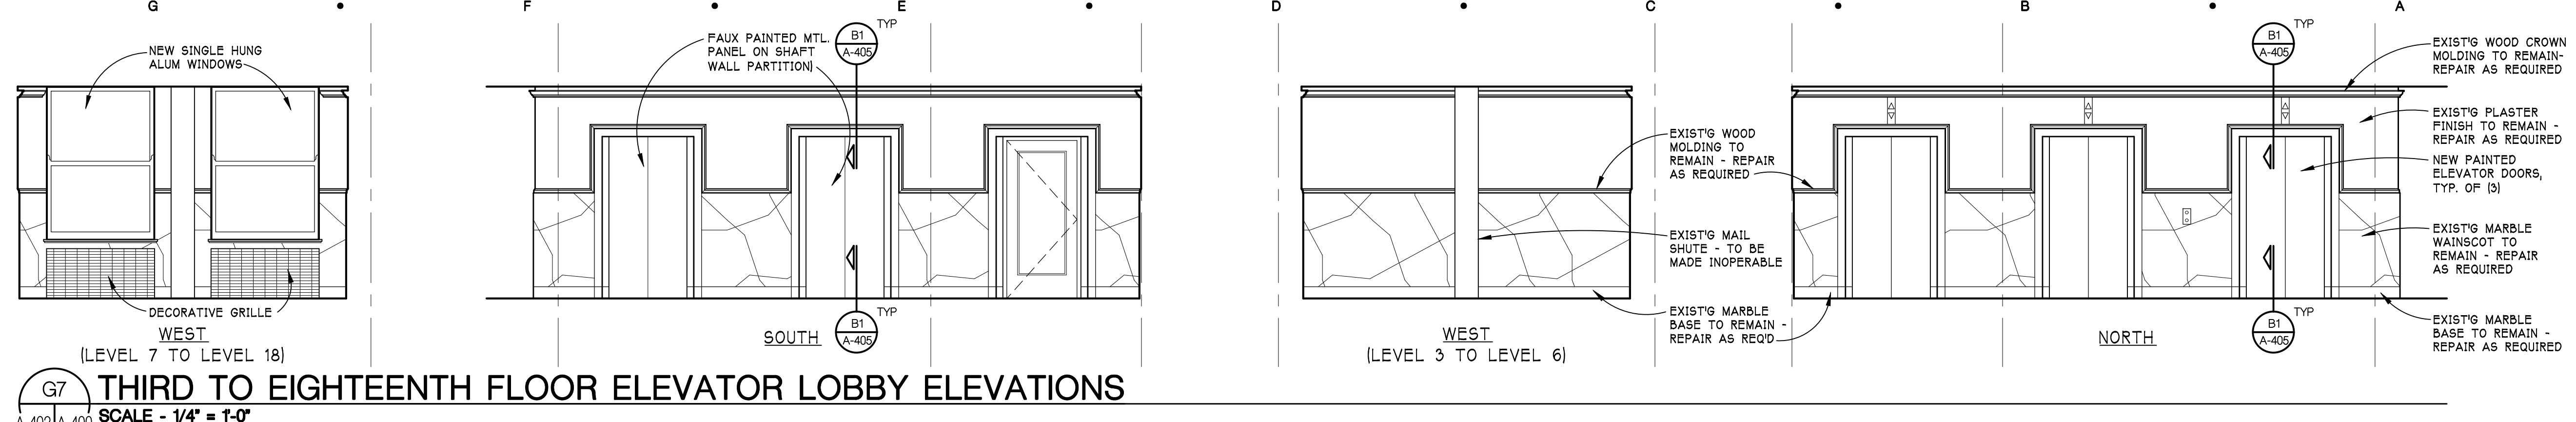 G F E D C B A
NEW SINGLE HUNG
ALUM WINDOWS
DECORATIVE GRILLE
WEST
(LEVEL 7 TO LEVEL 18)
FAUX PAINTED MTL.
PANEL ON SHAFT
WALL PARTITION)
B1
A-405
TYP
SOUTH
B1
A-405
TYP
EXIST'G WOOD
MOLDING TO
REMAIN - REPAIR
AS REQUIRED
EXIST'G MAIL
SHUTE - TO BE
MADE INOPERABLE
EXIST'G MARBLE
BASE TO REMAIN -
REPAIR AS REQ'D
WEST
(LEVEL 3 TO LEVEL 6)
B1
A-405
TYP
EXIST'G WOOD CROWN
MOLDING TO REMAIN-
REPAIR AS REQUIRED
EXIST'G PLASTER
FINISH TO REMAIN -
REPAIR AS REQUIRED
NEW PAINTED
ELEVATOR DOORS,
TYP. OF (3)
EXIST'G MARBLE
WAINSCOT TO
REMAIN - REPAIR
AS REQUIRED
EXIST'G MARBLE
BASE TO REMAIN -
REPAIR AS REQUIRED
NORTH
B1
A-405
TYP
G7
A-402 A-400
THIRD TO EIGHTEENTH FLOOR ELEVATOR LOBBY ELEVATIONS
SCALE - 1/4" = 1'-0"